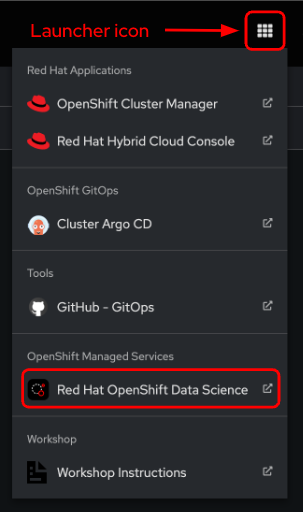 Launcher icon
Red Hat Applications
OpenShift Cluster Manager
Red Hat Hybrid Cloud Console
OpenShift GitOps
Cluster Argo CD
Tools
GitHub - GitOps
OpenShift Managed Services
Red Hat OpenShift Data Science
Workshop
Workshop Instructions